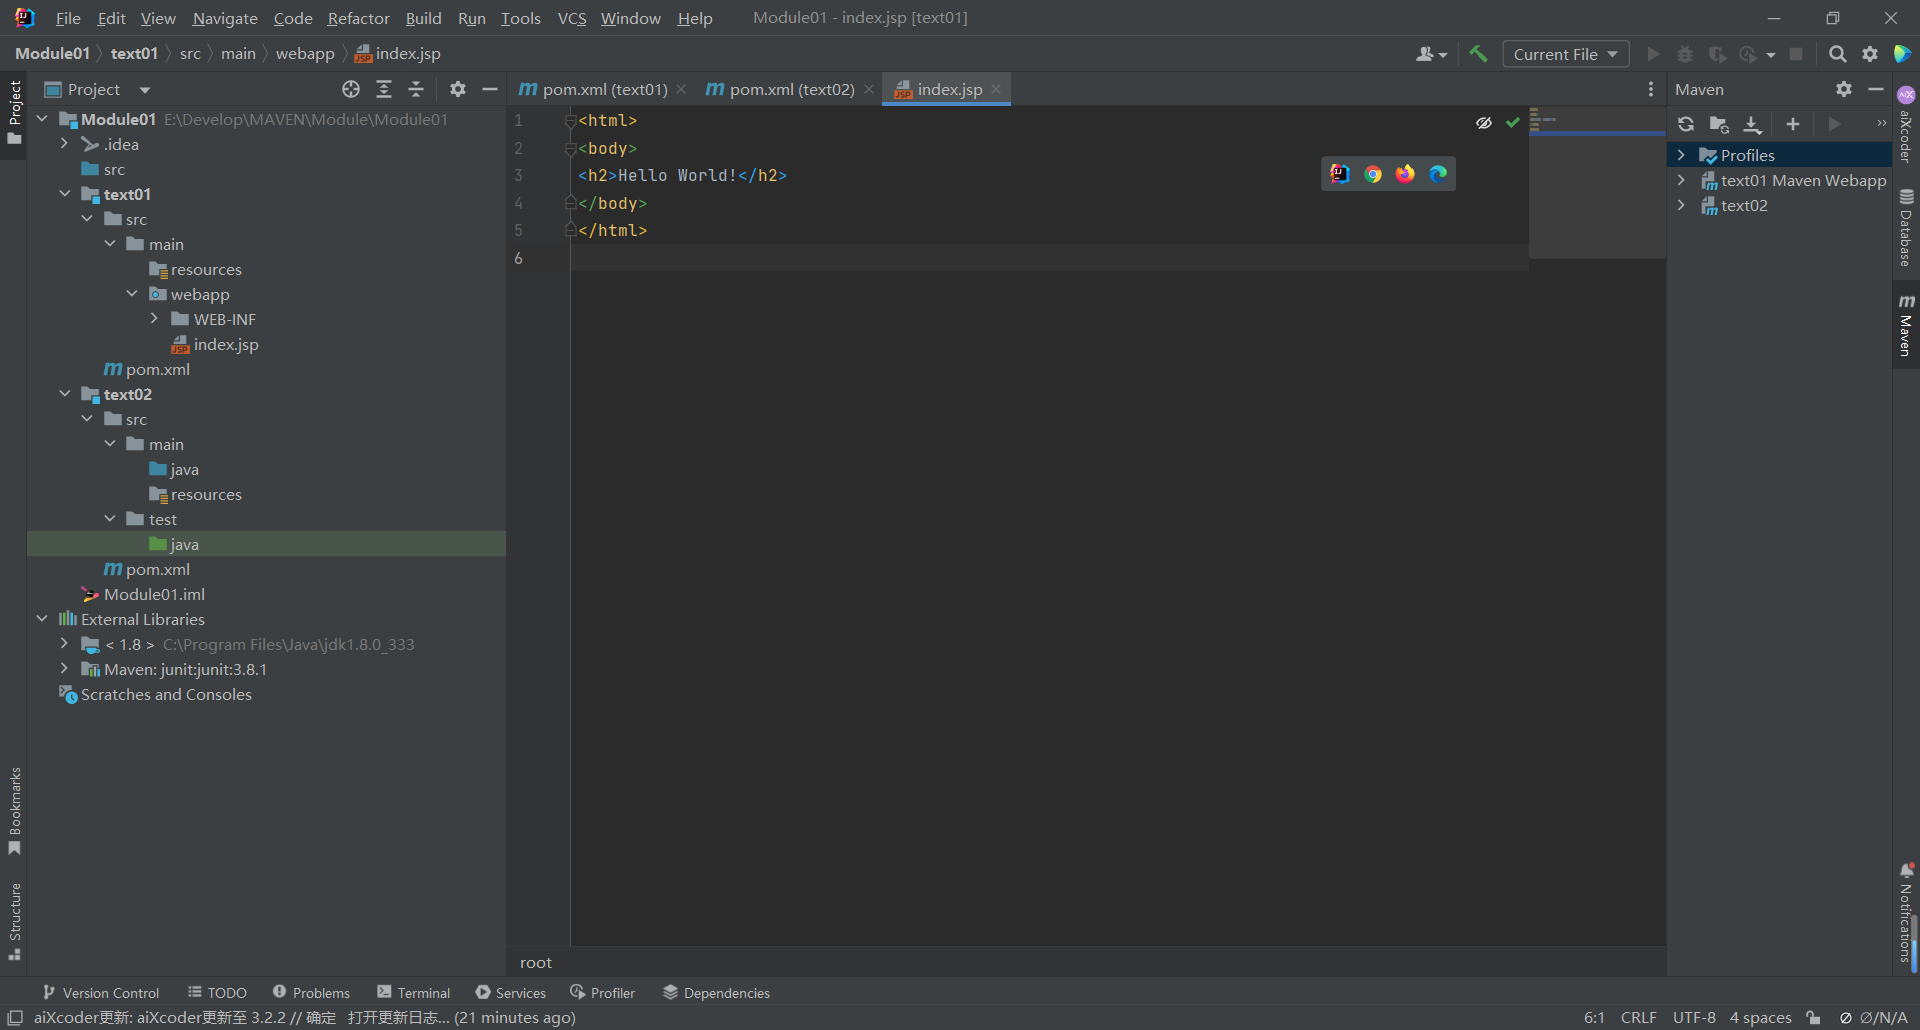 File Edit View Navigate Code Refactor Build Run Tools VCS Window Help Module01 - index.jsp [text01]
Module01 text01 src main webapp index.jsp
Current File
Project
pom.xml (text01)
pom.xml (text02)
index.jsp
Maven
Project
Module01 E:\Develop\MAVEN\Module\Module01
.idea
src
text01
src
main
resources
webapp
WEB-INF
index.jsp
pom.xml
text02
src
main
java
resources
test
java
pom.xml
Module01.iml
External Libraries
< 1.8 > C:\Program Files\Java\jdk1.8.0_333
Maven: junit:junit:3.8.1
Scratches and Consoles
Bookmarks
Structure
1 <html>
2 <body>
3 <h2>Hello World!</h2>
4 </body>
5 </html>
6
root
Profiles
text01 Maven Webapp
text02
aiXcoder
Database
Maven
Notifications
Version Control TODO Problems Terminal Services Profiler Dependencies
aiXcoder更新: aiXcoder更新至 3.2.2 // 确定 打开更新日志... (21 minutes ago)
6:1 CRLF UTF-8 4 spaces ∅/N/A